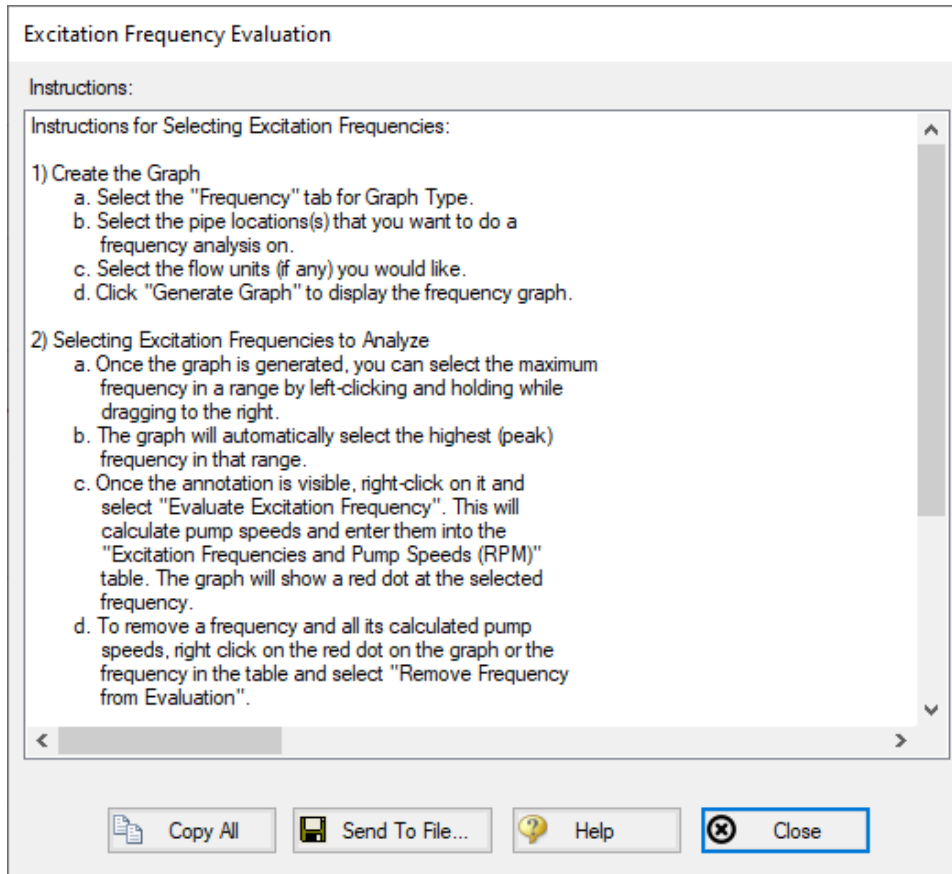 Excitation Frequency Evaluation
Instructions:
Instructions for Selecting Excitation Frequencies:
1) Create the Graph
a. Select the "Frequency" tab for Graph Type.
b. Select the pipe locations(s) that you want to do a
frequency analysis on.
c. Select the flow units (if any) you would like.
d. Click "Generate Graph" to display the frequency graph.
2) Selecting Excitation Frequencies to Analyze
a. Once the graph is generated, you can select the maximum
frequency in a range by left-clicking and holding while
dragging to the right.
b. The graph will automatically select the highest (peak)
frequency in that range.
c. Once the annotation is visible, right-click on it and
select "Evaluate Excitation Frequency". This will
calculate pump speeds and enter them into the
"Excitation Frequencies and Pump Speeds (RPM)"
table. The graph will show a red dot at the selected
frequency.
d. To remove a frequency and all its calculated pump
speeds, right click on the red dot on the graph or the
frequency in the table and select "Remove Frequency
from Evaluation".
Copy All
Send To File...
Help
Close